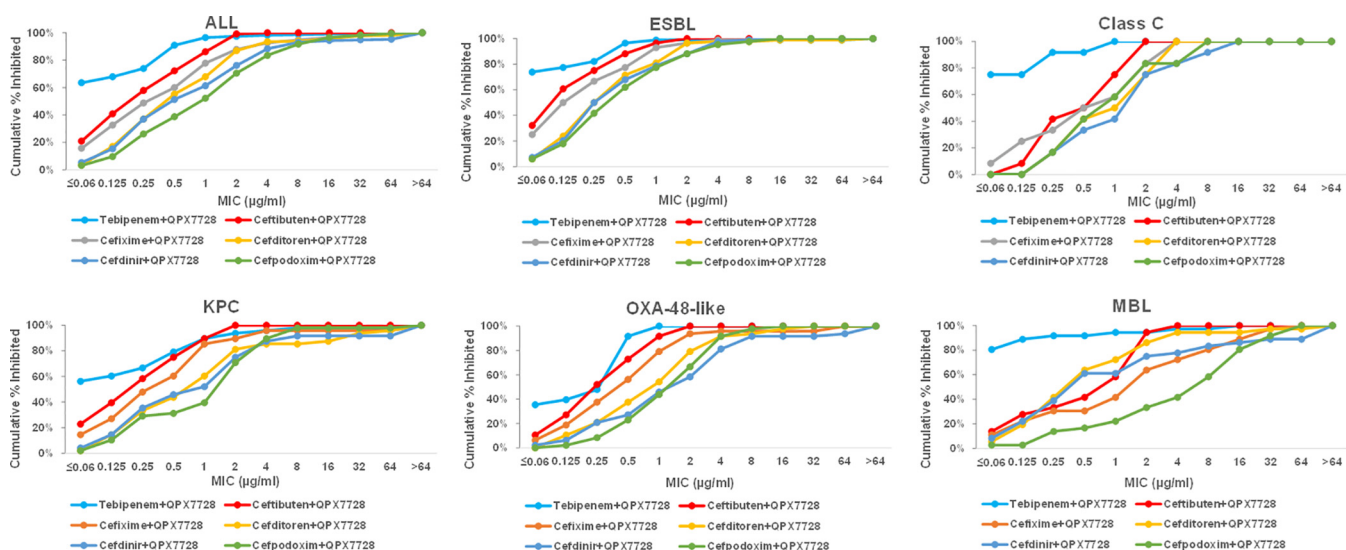 ALL
Cumulative % Inhibited
100%
80%
60%
40%
20%
0%
≤0.06 0.125 0.25 0.5 1 2 4 8 16 32 64 >64
MIC (µg/ml)
Tebipenem+QPX7728 Ceftibuten+QPX7728
Cefixime+QPX7728 Cefditoren+QPX7728
Cefdinir+QPX7728 Cefpodoxim+QPX7728
ESBL
Cumulative % Inhibited
100%
80%
60%
40%
20%
0%
≤0.06 0.125 0.25 0.5 1 2 4 8 16 32 64 >64
MIC (µg/ml)
Tebipenem+QPX7728 Ceftibuten+QPX7728
Cefixime+QPX7728 Cefditoren+QPX7728
Cefdinir+QPX7728 Cefpodoxim+QPX7728
Class C
Cumulative % Inhibited
100%
80%
60%
40%
20%
0%
≤0.06 0.125 0.25 0.5 1 2 4 8 16 32 64 >64
MIC (µg/ml)
Tebipenem+QPX7728 Ceftibuten+QPX7728
Cefixime+QPX7728 Cefditoren+QPX7728
Cefdinir+QPX7728 Cefpodoxim+QPX7728
KPC
Cumulative % Inhibited
100%
80%
60%
40%
20%
0%
≤0.06 0.125 0.25 0.5 1 2 4 8 16 32 64 >64
MIC (µg/ml)
Tebipenem+QPX7728 Ceftibuten+QPX7728
Cefixime+QPX7728 Cefditoren+QPX7728
Cefdinir+QPX7728 Cefpodoxim+QPX7728
OXA-48-like
Cumulative % Inhibited
100%
80%
60%
40%
20%
0%
≤0.06 0.125 0.25 0.5 1 2 4 8 16 32 64 >64
MIC (µg/ml)
Tebipenem+QPX7728 Ceftibuten+QPX7728
Cefixime+QPX7728 Cefditoren+QPX7728
Cefdinir+QPX7728 Cefpodoxim+QPX7728
MBL
Cumulative % Inhibited
100%
80%
60%
40%
20%
0%
≤0.06 0.125 0.25 0.5 1 2 4 8 16 32 64 >64
MIC (µg/ml)
Tebipenem+QPX7728 Ceftibuten+QPX7728
Cefixime+QPX7728 Cefditoren+QPX7728
Cefdinir+QPX7728 Cefpodoxim+QPX7728